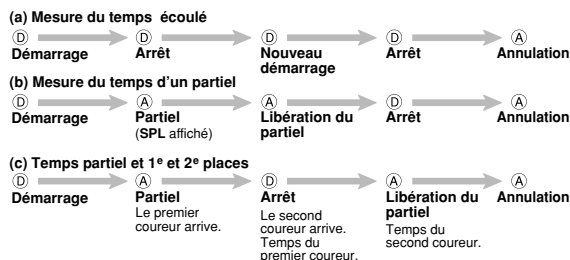 (a) Mesure du temps écoulé
Ⓓ Ⓓ Ⓓ Ⓓ Ⓐ
Démarrage Arrêt Nouveau démarrage Arrêt Annulation
(b) Mesure du temps d'un partiel
Ⓓ Ⓐ Ⓐ Ⓓ Ⓐ
Démarrage Partiel Libération du partiel Arrêt Annulation
(SPL affiché)
(c) Temps partiel et 1e et 2e places
Ⓓ Ⓐ Ⓓ Ⓐ Ⓐ
Démarrage Partiel Arrêt Libération du partiel Annulation
Le premier coureur arrive.
Le second coureur arrive.
Temps du premier coureur.
Temps du second coureur.